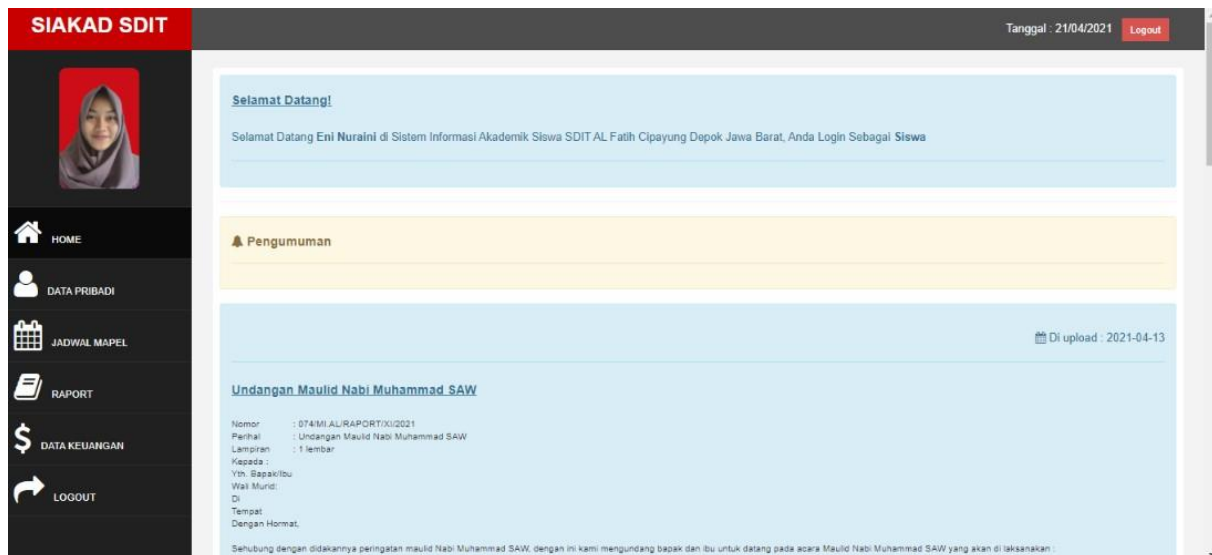 SIAKAD SDIT
Tanggal : 21/04/2021 Logout
HOME
DATA PRIBADI
JADWAL MAPEL
RAPORT
DATA KEUANGAN
LOGOUT
Selamat Datang!
Selamat Datang Eni Nuraini di Sistem Informasi Akademik Siswa SDIT AL Fatih Cipayung Depok Jawa Barat, Anda Login Sebagai Siswa
Pengumuman
Di upload : 2021-04-13
Undangan Maulid Nabi Muhammad SAW
Nomor : 074/MI.AL/RAPORT/XI/2021
Perihal : Undangan Maulid Nabi Muhammad SAW
Lampiran : 1 lembar
Kepada :
Yth. Bapak/Ibu
Wali Murid:
Di
Tempat
Dengan Hormat,
Sehubung dengan didakannya peringatan maulid Nabi Muhammad SAW, dengan ini kami mengundang bapak dan ibu untuk datang pada acara Maulid Nabi Muhammad SAW yang akan di laksanakan :